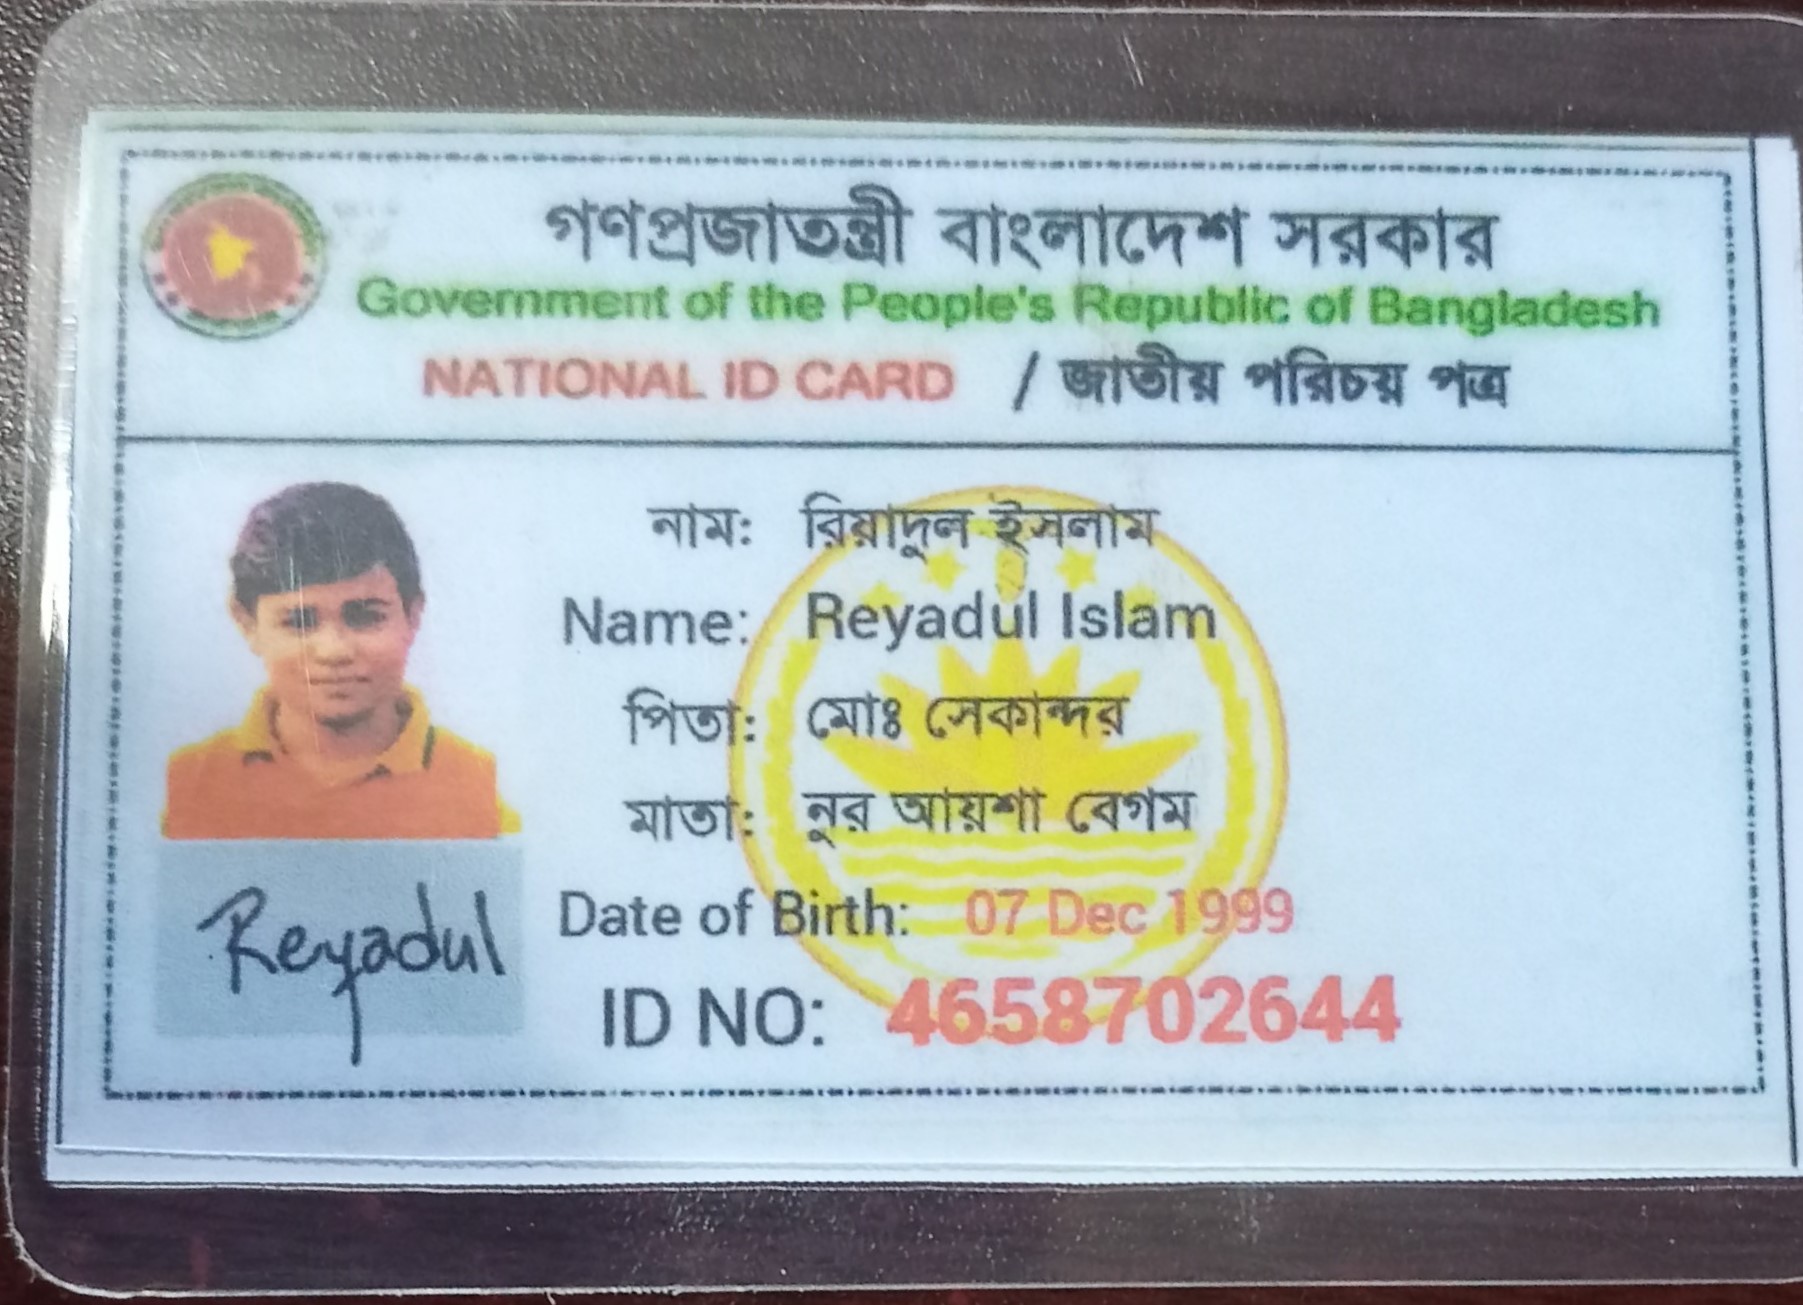 গণপ্রজাতন্ত্রী বাংলাদেশ সরকার
Government of the People's Republic of Bangladesh
NATIONAL ID CARD / জাতীয় পরিচয় পত্র
নাম: রিয়াদুল ইসলাম
Name: Reyadul Islam
পিতা: মোঃ সেকান্দর
মাতা: নুর আয়শা বেগম
Date of Birth: 07 Dec 1999
ID NO: 4658702644
Reyadul